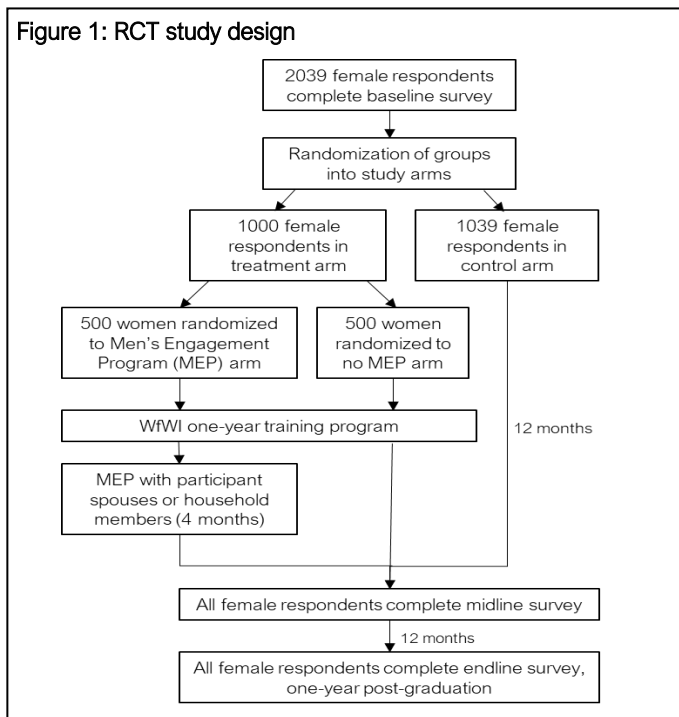 Figure 1: RCT study design
2039 female respondents
complete baseline survey
Randomization of groups
into study arms
1000 female
respondents in
treatment arm
1039 female
respondents in
control arm
500 women randomized
to Men's Engagement
Program (MEP) arm
500 women
randomized to
no MEP arm
WfWI one-year training program
12 months
MEP with participant
spouses or household
members (4 months)
All female respondents complete midline survey
12 months
All female respondents complete endline survey,
one-year post-graduation